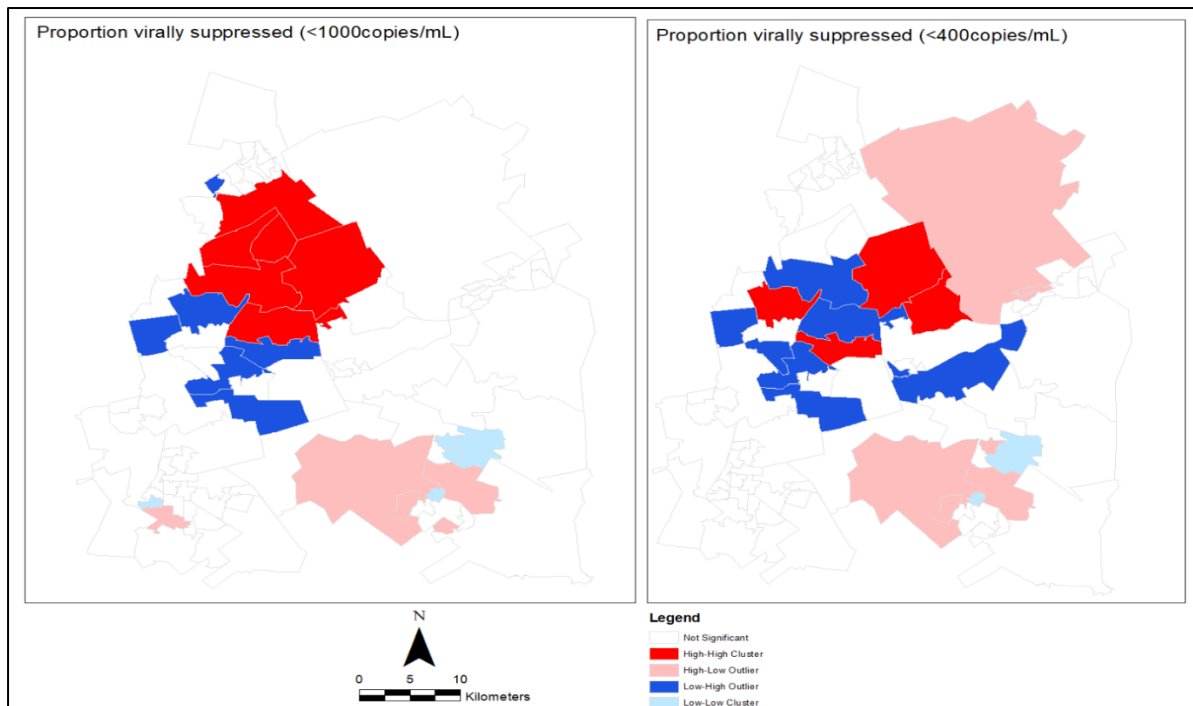 Proportion virally suppressed (<1000copies/mL)
Proportion virally suppressed (<400copies/mL)
N
0 5 10
Kilometers
Legend
Not Significant
High-High Cluster
High-Low Outlier
Low-High Outlier
Low-Low Cluster